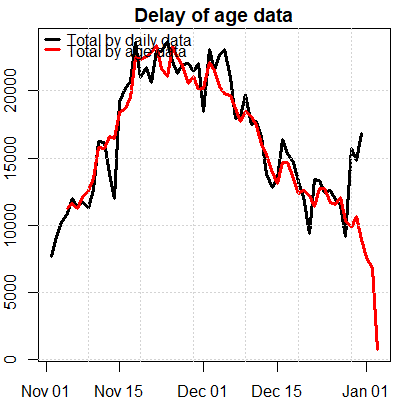 Delay of age data
Total by daily data
Total by age data
20000
15000
10000
5000
0
Nov 01 Nov 15 Dec 01 Dec 15 Jan 01